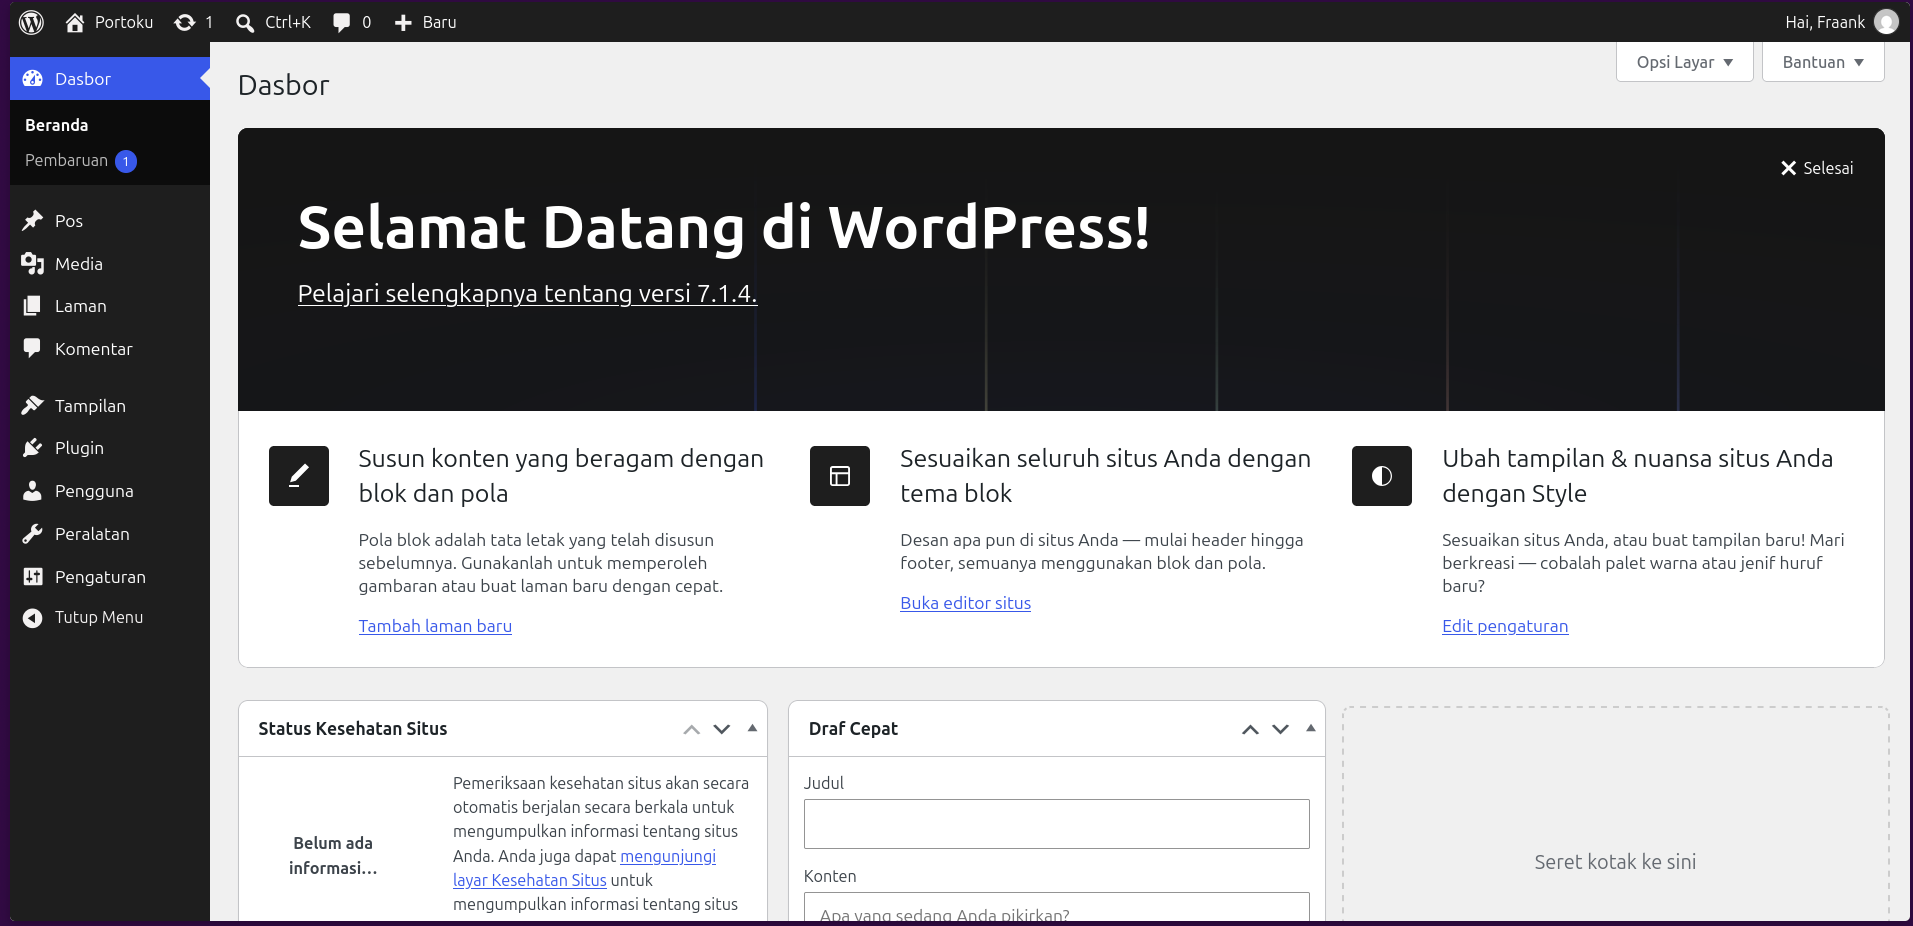 Portoku 1 Ctrl+K 0 Baru Hai, Fraank
Dasbor
Beranda
Pembaruan 1
Pos
Media
Laman
Komentar
Tampilan
Plugin
Pengguna
Peralatan
Pengaturan
Tutup Menu
Opsi Layar Bantuan
Dasbor
Selesai
Selamat Datang di WordPress!
Pelajari selengkapnya tentang versi 7.1.4.
Susun konten yang beragam dengan
blok dan pola
Pola blok adalah tata letak yang telah disusun
sebelumnya. Gunakanlah untuk memperoleh
gambaran atau buat laman baru dengan cepat.
Tambah laman baru
Sesuaikan seluruh situs Anda dengan
tema blok
Desan apa pun di situs Anda — mulai header hingga
footer, semuanya menggunakan blok dan pola.
Buka editor situs
Ubah tampilan & nuansa situs Anda
dengan Style
Sesuaikan situs Anda, atau buat tampilan baru! Mari
berkreasi — cobalah palet warna atau jenif huruf
baru?
Edit pengaturan
Status Kesehatan Situs
Belum ada
informasi...
Pemeriksaan kesehatan situs akan secara
otomatis berjalan secara berkala untuk
mengumpulkan informasi tentang situs
Anda. Anda juga dapat mengunjungi
layar Kesehatan Situs untuk
mengumpulkan informasi tentang situs
Draf Cepat
Judul
Konten
Apa yang sedang Anda pikirkan?
Seret kotak ke sini